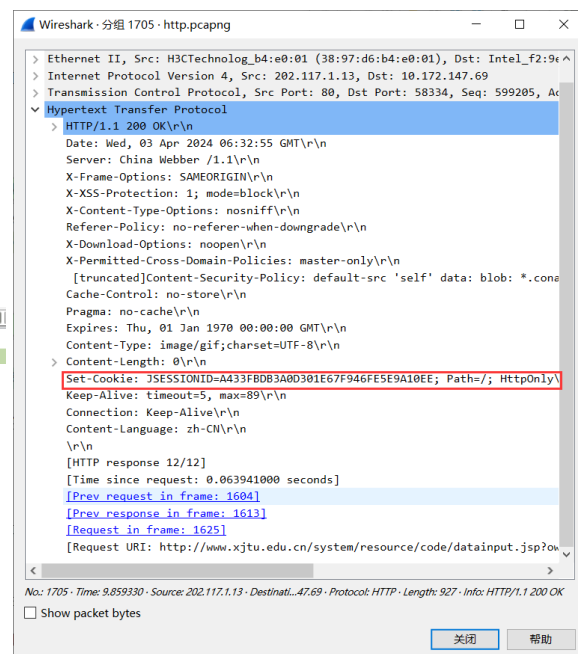 Wireshark · 分组 1705 · http.pcapng
Ethernet II, Src: H3CTechnolog_b4:e0:01 (38:97:d6:b4:e0:01), Dst: Intel_f2:9e
Internet Protocol Version 4, Src: 202.117.1.13, Dst: 10.172.147.69
Transmission Control Protocol, Src Port: 80, Dst Port: 58334, Seq: 599205, Ac
Hypertext Transfer Protocol
HTTP/1.1 200 OK\r\n
Date: Wed, 03 Apr 2024 06:32:55 GMT\r\n
Server: China Webber /1.1\r\n
X-Frame-Options: SAMEORIGIN\r\n
X-XSS-Protection: 1; mode=block\r\n
X-Content-Type-Options: nosniff\r\n
Referer-Policy: no-referer-when-downgrade\r\n
X-Download-Options: noopen\r\n
X-Permitted-Cross-Domain-Policies: master-only\r\n
[truncated]Content-Security-Policy: default-src 'self' data: blob: *.cona
Cache-Control: no-store\r\n
Pragma: no-cache\r\n
Expires: Thu, 01 Jan 1970 00:00:00 GMT\r\n
Content-Type: image/gif;charset=UTF-8\r\n
Content-Length: 0\r\n
Set-Cookie: JSESSIONID=A433FBDB3A0D301E67F946FE5E9A10EE; Path=/; HttpOnly\
Keep-Alive: timeout=5, max=89\r\n
Connection: Keep-Alive\r\n
Content-Language: zh-CN\r\n
\r\n
[HTTP response 12/12]
[Time since request: 0.063941000 seconds]
[Prev request in frame: 1604]
[Prev response in frame: 1613]
[Request in frame: 1625]
[Request URI: http://www.xjtu.edu.cn/system/resource/code/datainput.jsp?ow
No.: 1705 · Time: 9.859330 · Source: 202.117.1.13 · Destinati...47.69 · Protocol: HTTP · Length: 927 · Info: HTTP/1.1 200 OK
Show packet bytes
关闭 帮助